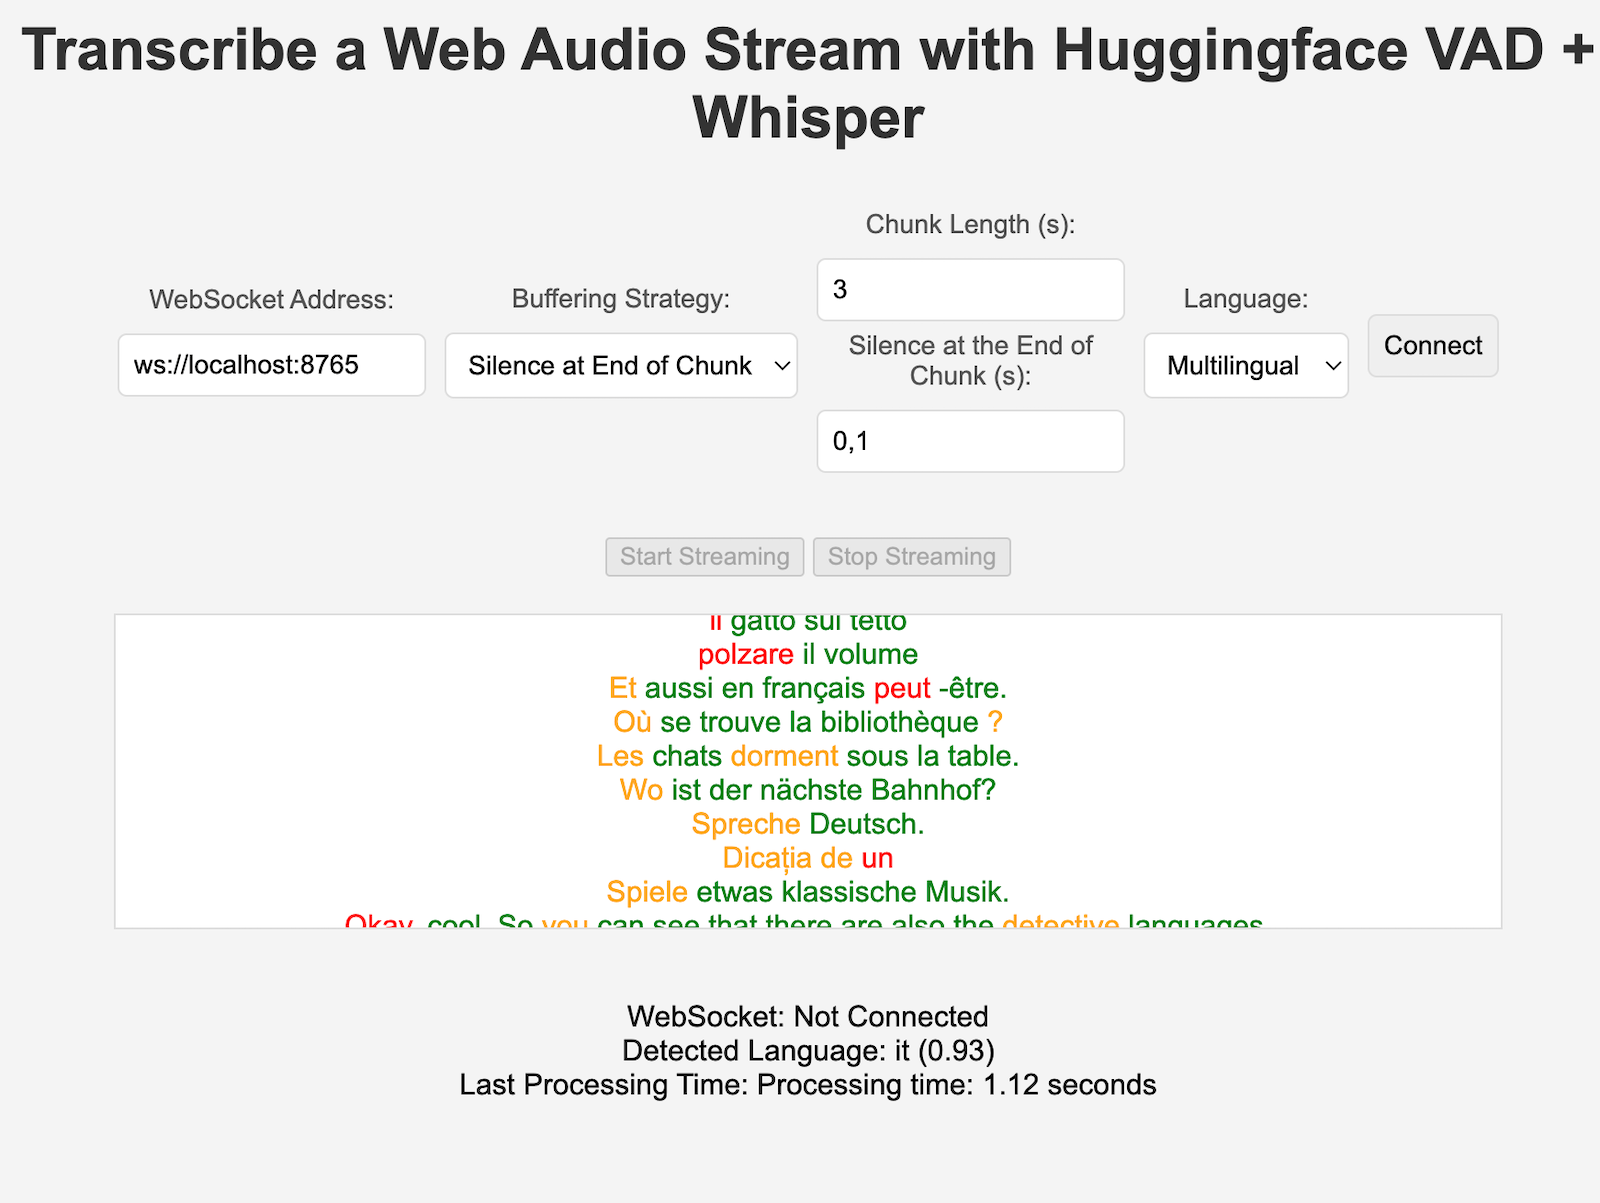 Transcribe a Web Audio Stream with Huggingface VAD +
Whisper
WebSocket Address:
ws://localhost:8765
Buffering Strategy:
Silence at End of Chunk
Chunk Length (s):
3
Silence at the End of
Chunk (s):
0,1
Language:
Multilingual
Connect
Start Streaming
Stop Streaming
il gatto sul tetto
polzare il volume
Et aussi en français peut -être.
Où se trouve la bibliothèque ?
Les chats dorment sous la table.
Wo ist der nächste Bahnhof?
Spreche Deutsch.
Dicația de un
Spiele etwas klassische Musik.
Okay, cool. So you can see that there are also the detective languages
WebSocket: Not Connected
Detected Language: it (0.93)
Last Processing Time: Processing time: 1.12 seconds